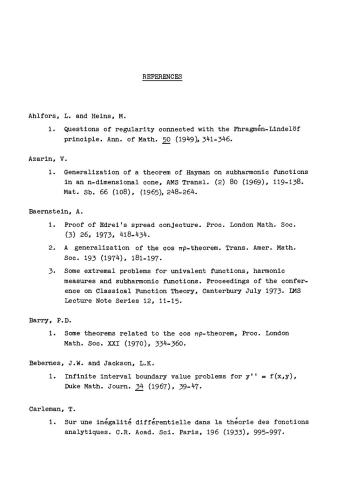 REFERENCES
Ahlfors, L. and Heins, M.
1. Questions of regularity connected with the Phragmén-Lindelöf
principle. Ann. of Math. 50 (1949), 341-346.
Azarin, V.
1. Generalization of a theorem of Hayman on subharmonic functions
in an n-dimensional cone, AMS Transl. (2) 80 (1969), 119-138.
Mat. Sb. 66 (108), (1965), 248-264.
Baernstein, A.
1. Proof of Edrei's spread conjecture. Proc. London Math. Soc.
(3) 26, 1973, 418-434.
2. A generalization of the cos πρ-theorem. Trans. Amer. Math.
Soc. 193 (1974), 181-197.
3. Some extremal problems for univalent functions, harmonic
measures and subharmonic functions. Proceedings of the confer-
ence on Classical Function Theory, Canterbury July 1973. LMS
Lecture Note Series 12, 11-15.
Barry, P.D.
1. Some theorems related to the cos πρ-theorem, Proc. London
Math. Soc. XXI (1970), 334-360.
Bebernes, J.W. and Jackson, L.K.
1. Infinite interval boundary value problems for y'' = f(x,y),
Duke Math. Journ. 34 (1967), 39-47.
Carleman, T.
1. Sur une inégalité différentielle dans la théorie des fonctions
analytiques. C.R. Acad. Sci. Paris, 196 (1933), 995-997.